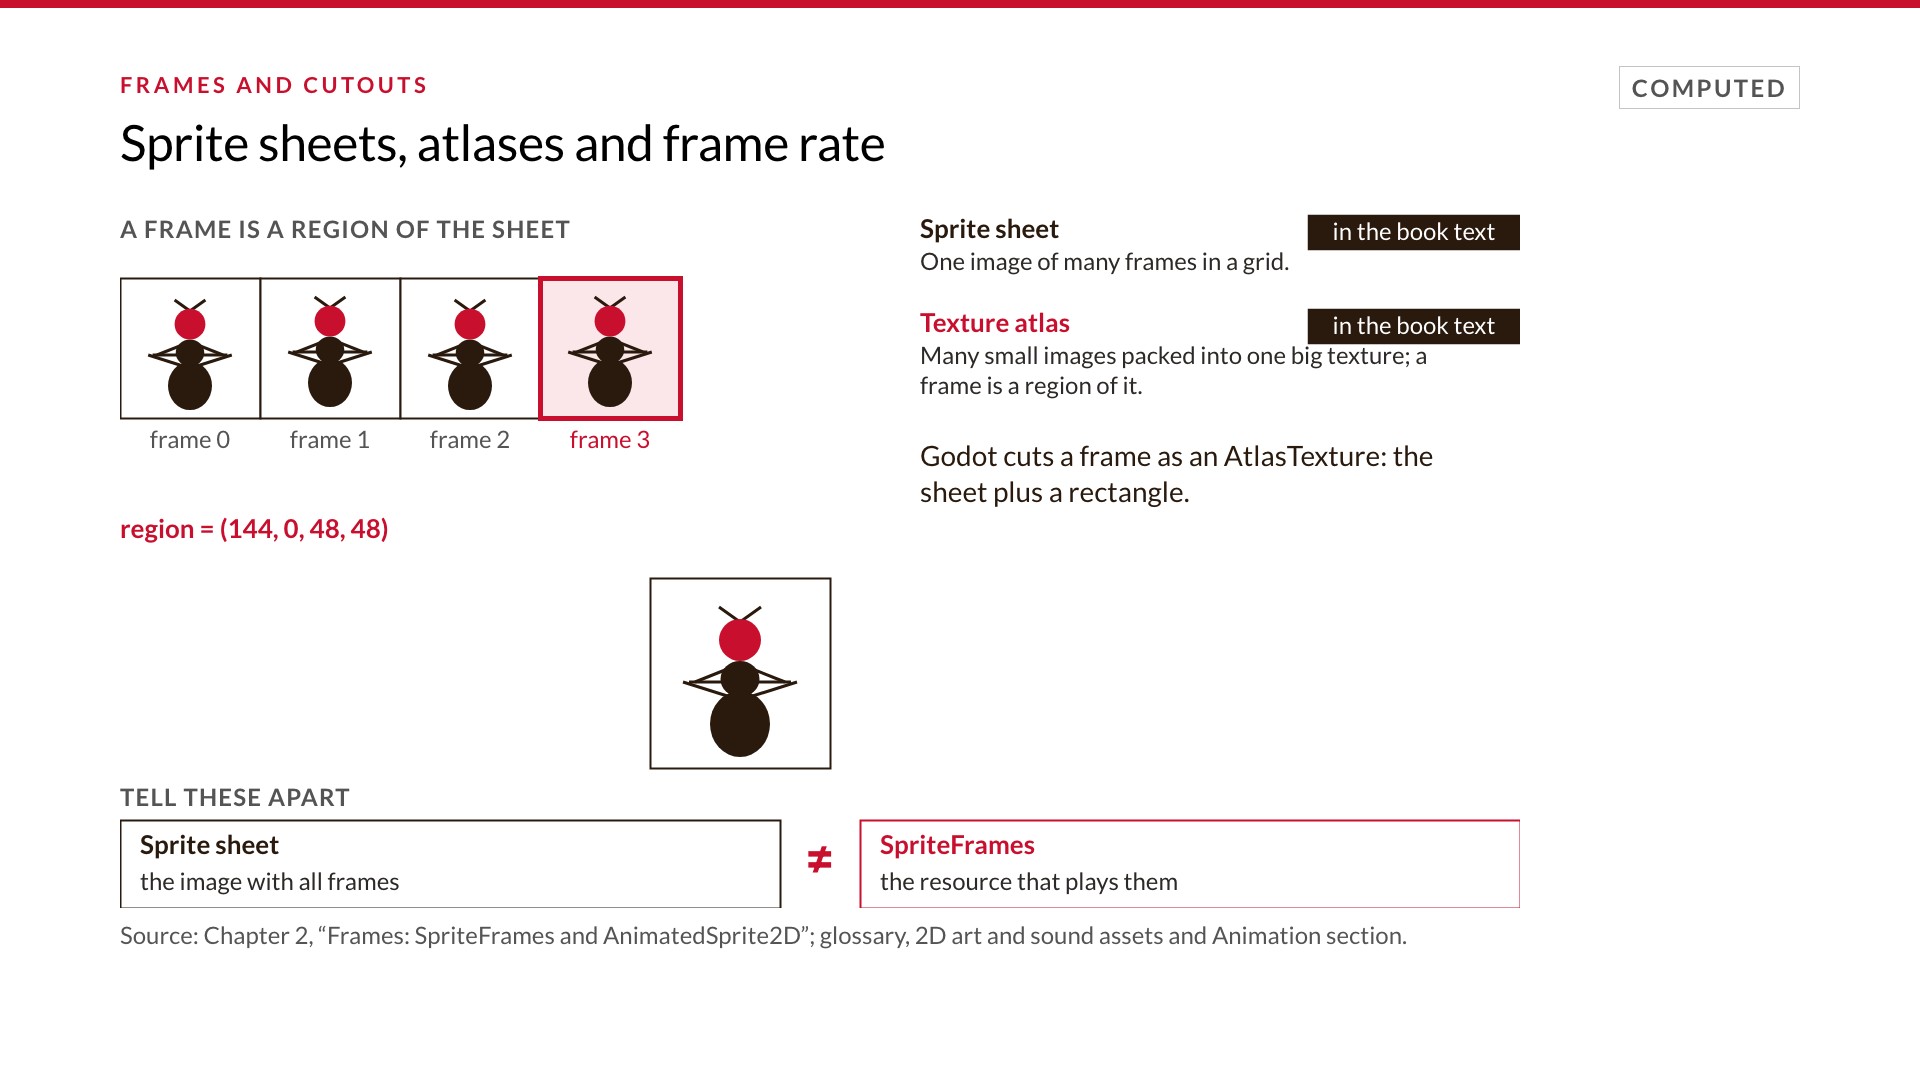 FRAMES AND CUTOUTS
COMPUTED
Sprite sheets, atlases and frame rate
A FRAME IS A REGION OF THE SHEET
frame 0
frame 1
frame 2
frame 3
region = (144, 0, 48, 48)
Sprite sheet
in the book text
One image of many frames in a grid.
Texture atlas
in the book text
Many small images packed into one big texture; a
frame is a region of it.
Godot cuts a frame as an AtlasTexture: the
sheet plus a rectangle.
TELL THESE APART
Sprite sheet
the image with all frames
≠
SpriteFrames
the resource that plays them
Source: Chapter 2, “Frames: SpriteFrames and AnimatedSprite2D”; glossary, 2D art and sound assets and Animation section.